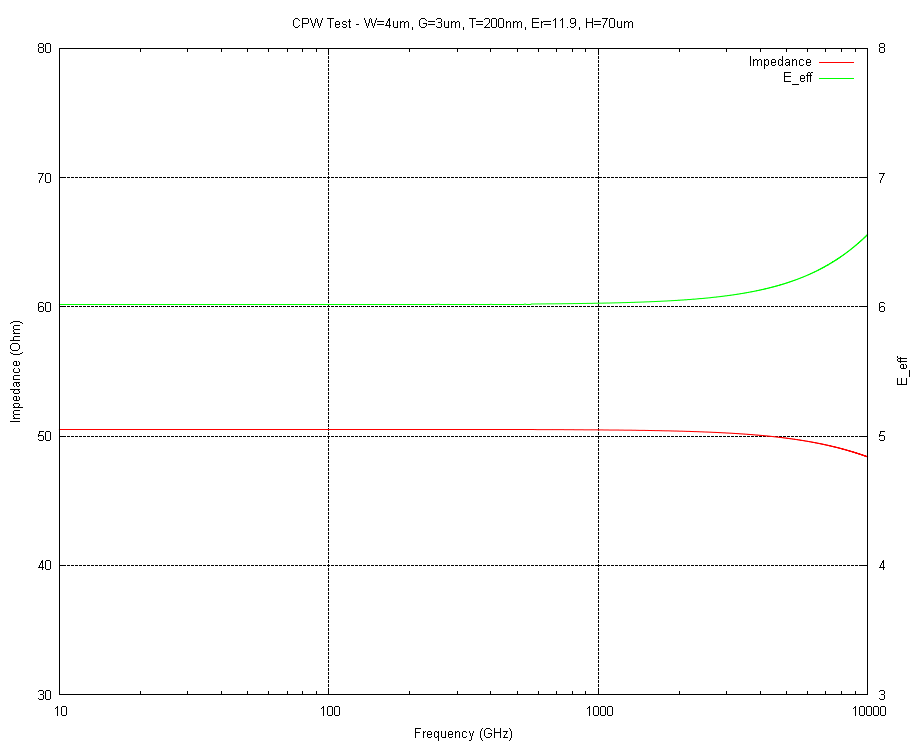 CPW Test - W=4um, G=3um, T=200nm, Er=11.9, H=70um
80
70
60
50
40
30
Impedance (Ohm)
8
7
6
5
4
3
E_eff
Impedance
E_eff
10
100
1000
10000
Frequency (GHz)